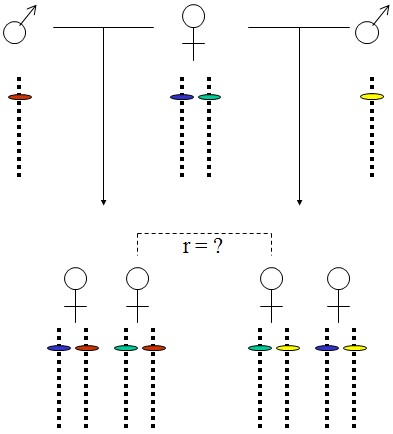 r = ?